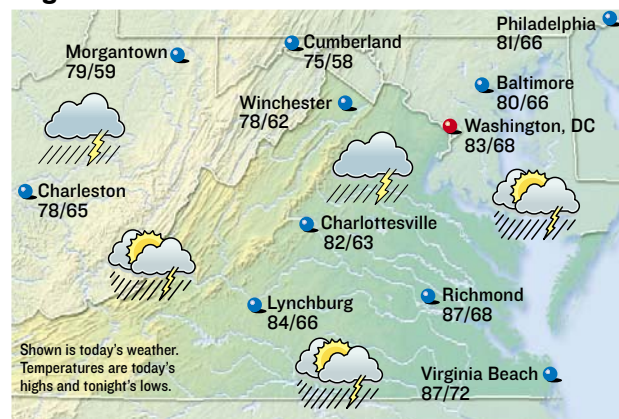 Philadelphia
81/66
Cumberland
75/58
Morgantown
79/59
Baltimore
80/66
Winchester
78/62
Washington, DC
83/68
Charleston
78/65
Charlottesville
82/63
Richmond
87/68
Lynchburg
84/66
Shown is today's weather.
Temperatures are today's
highs and tonight's lows.
Virginia Beach
87/72